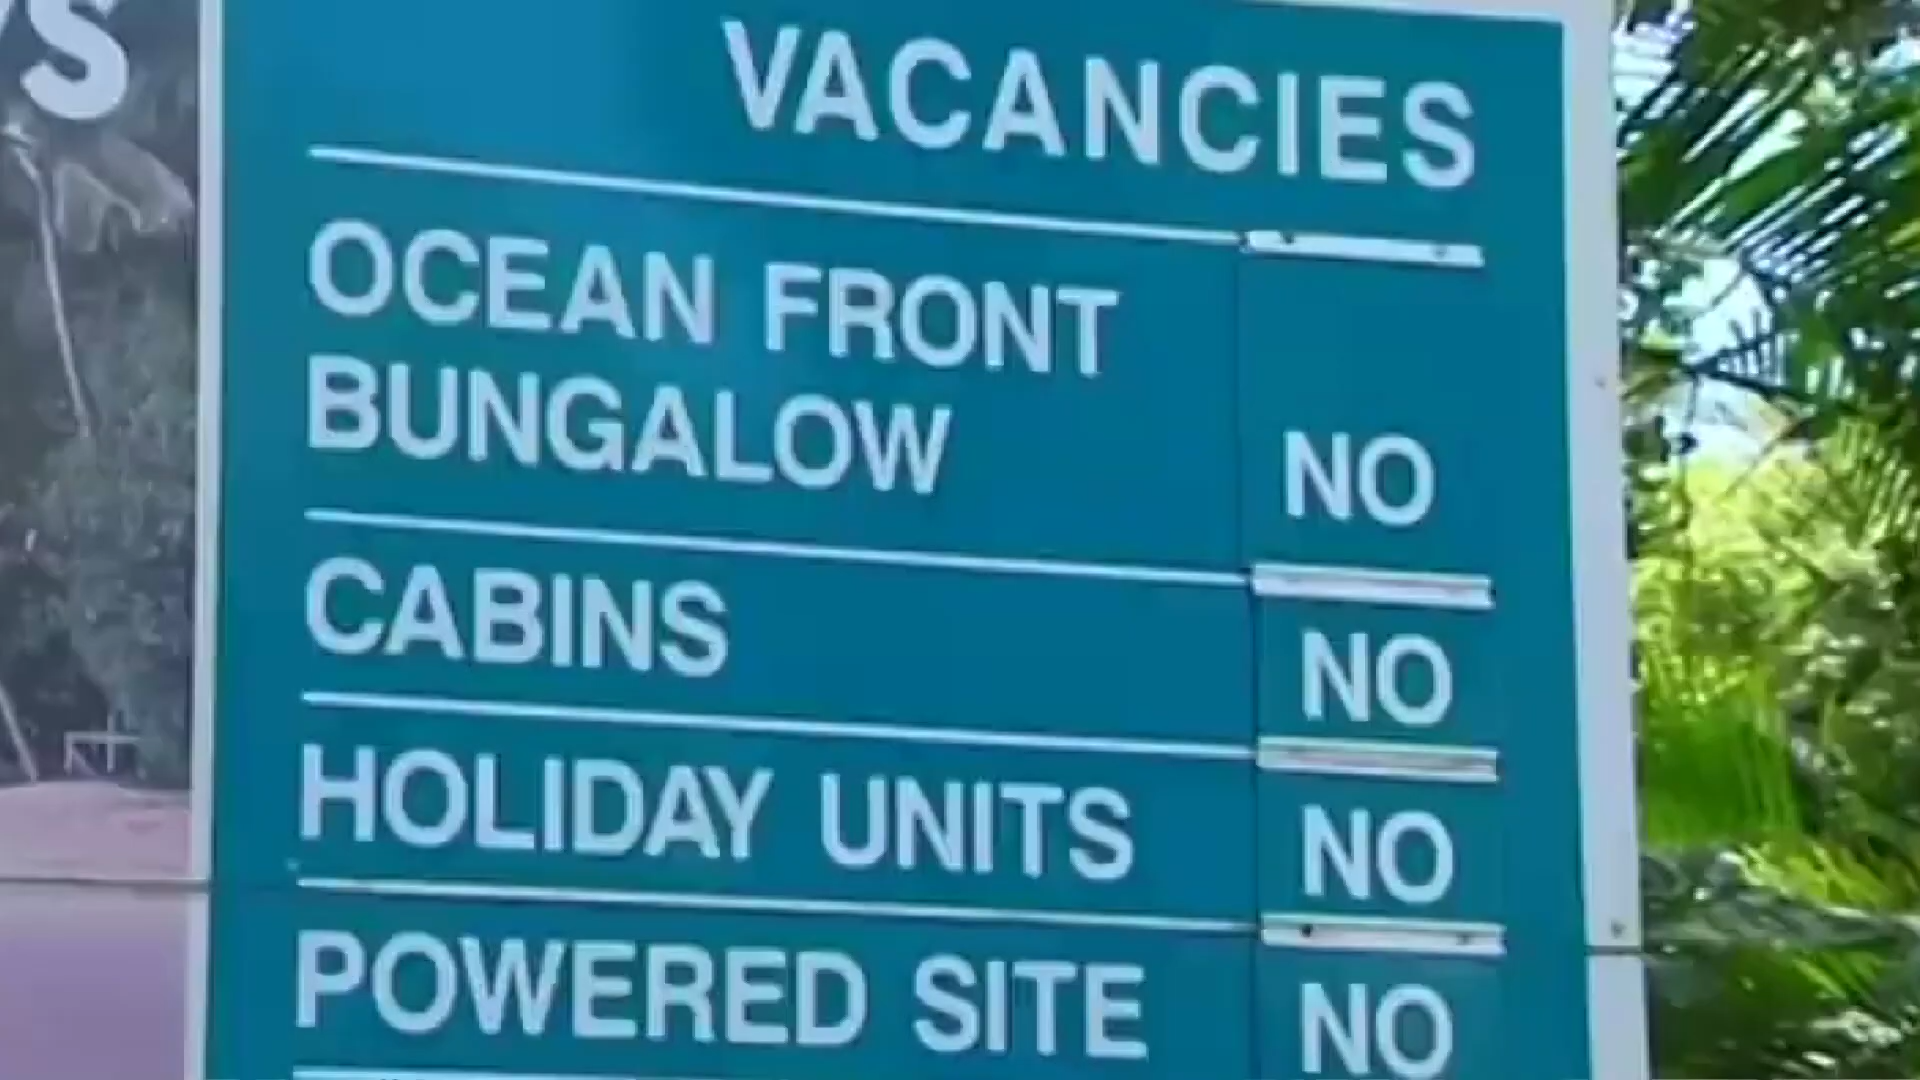 VACANCIES
OCEAN FRONT
BUNGALOW NO
CABINS NO
HOLIDAY UNITS NO
POWERED SITE NO